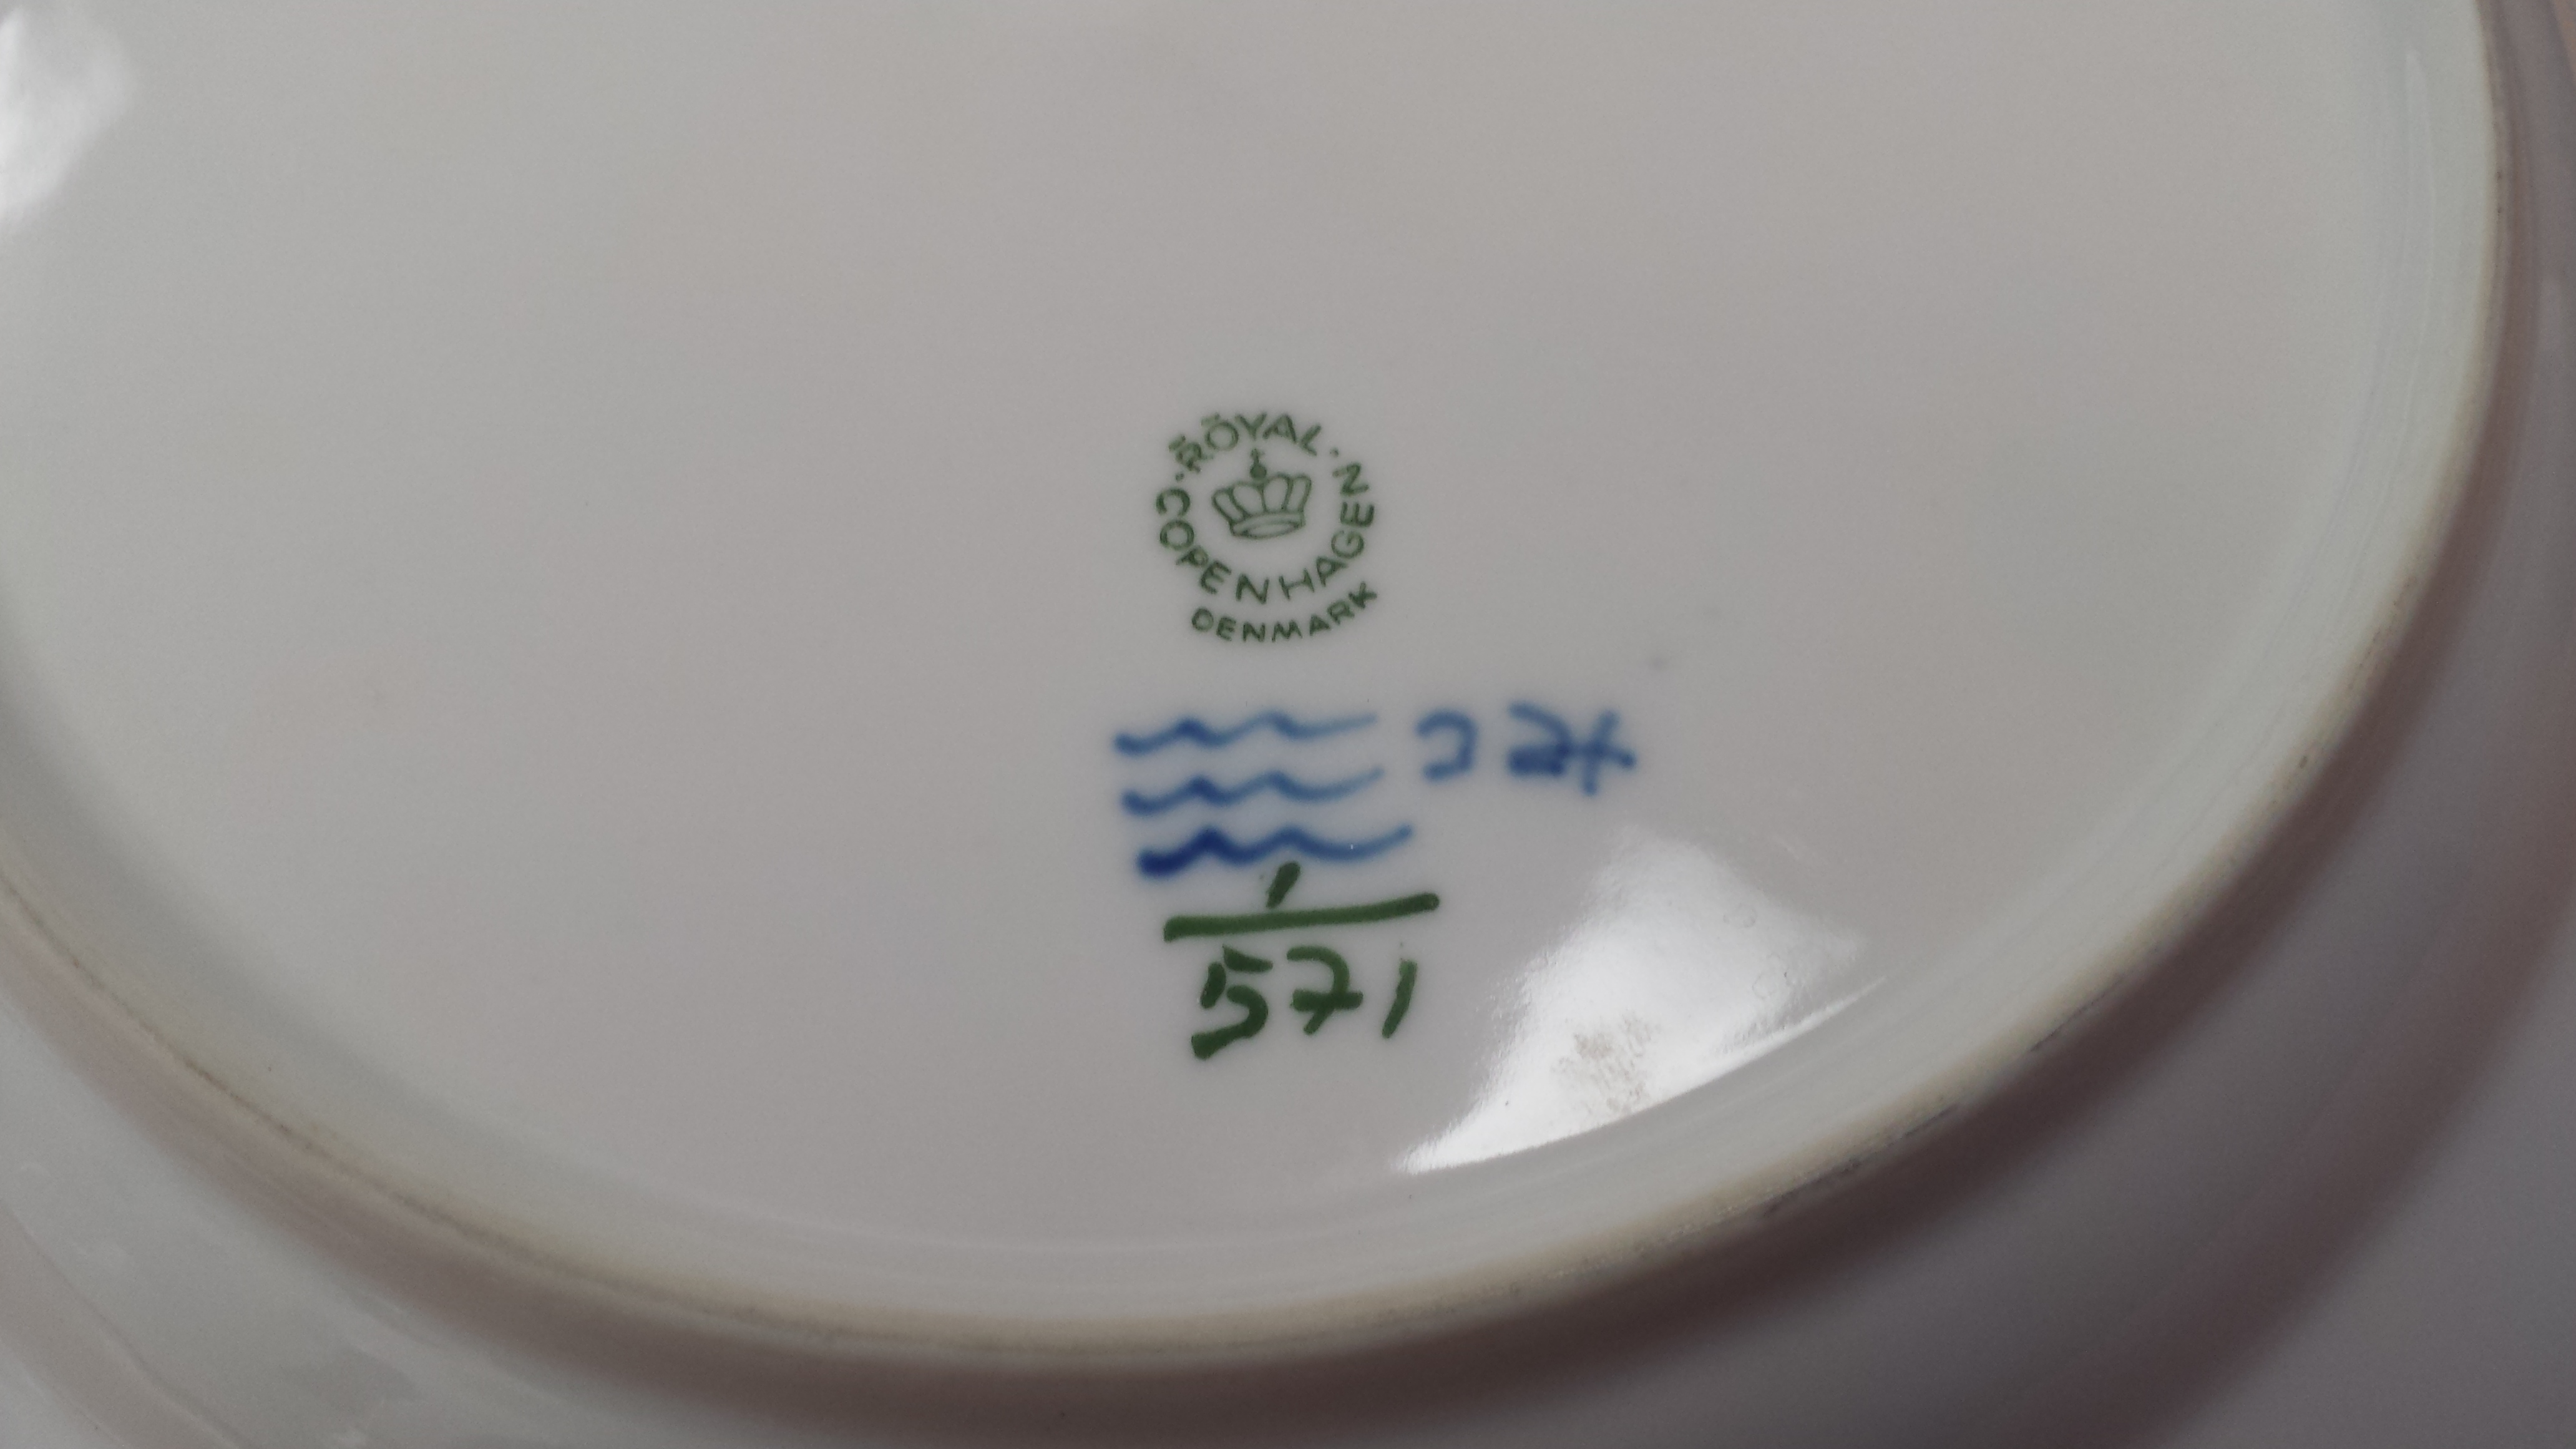 ROYAL · COPENHAGEN ·
DENMARK
1
571